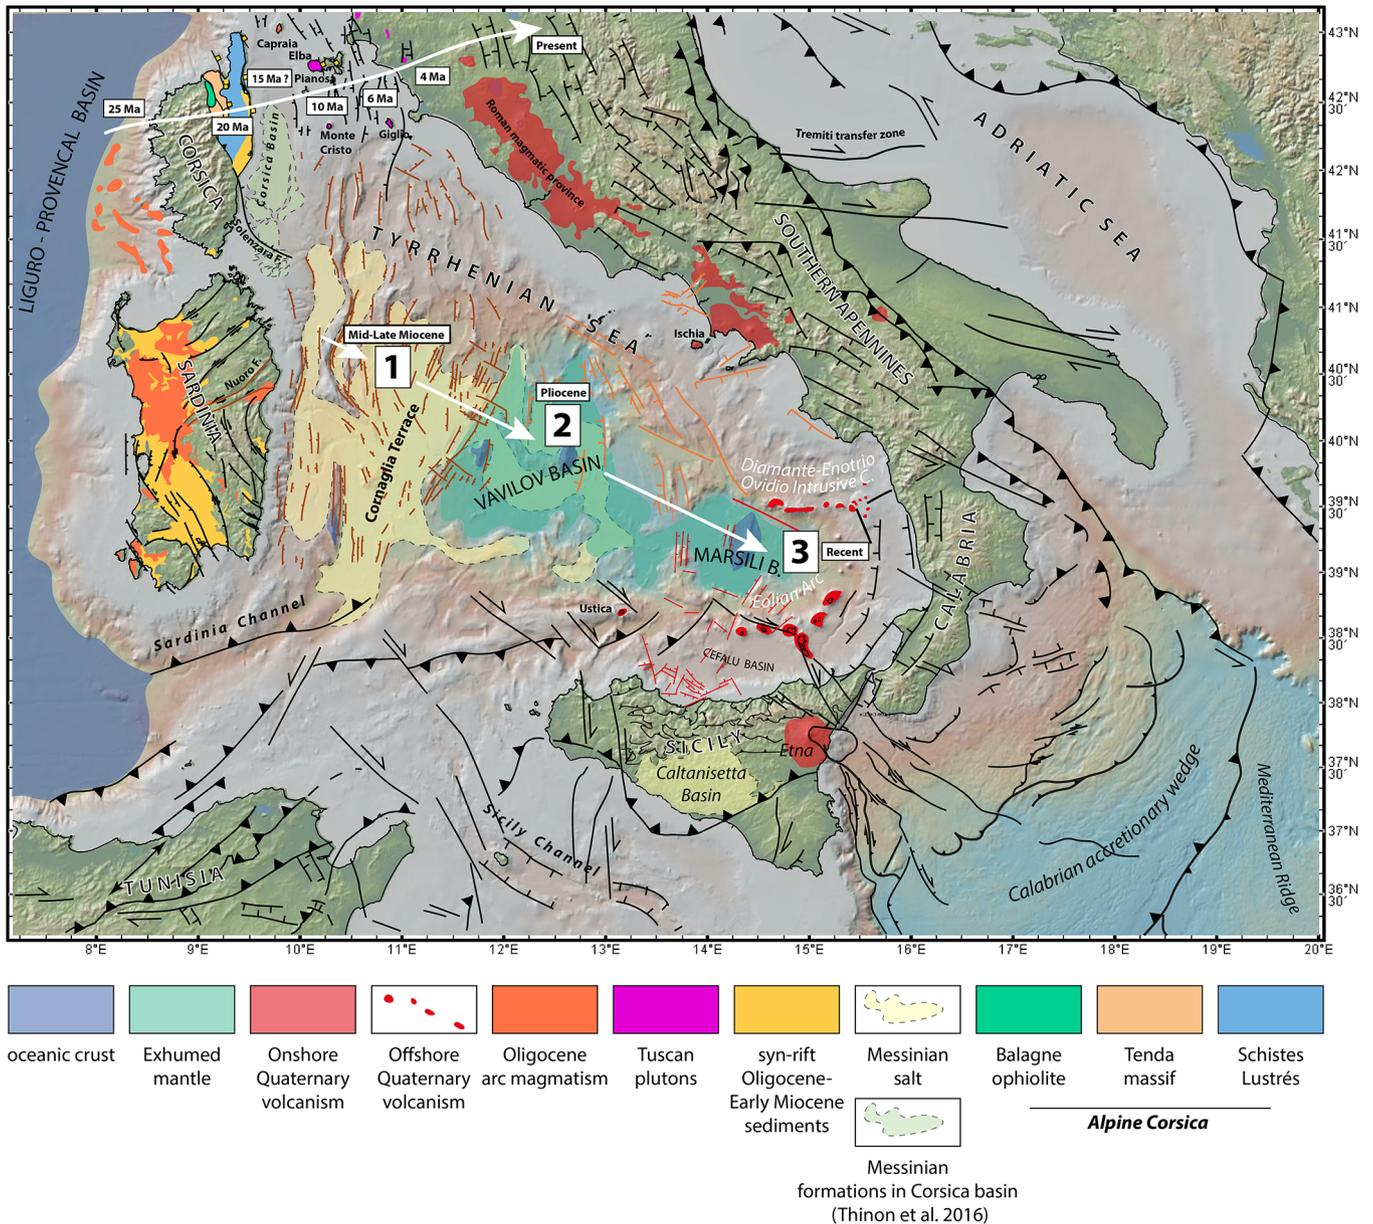 LIGURO - PROVENCAL BASIN
25 Ma
CORSICA
20 Ma
15 Ma ?
Capraia
Elba
Pianosa
10 Ma
6 Ma
4 Ma
Present
Monte
Cristo
Giglio
Corsica Basin
Solenzara F.
Roman magmatic province
Tremiti transfer zone
ADRIATIC SEA
TYRRHENIAN SEA
SOUTHERN APENNINES
Ischia
SARDINIA
Nuoro F.
Mid-Late Miocene
1
Cornaglia Terrace
Pliocene
2
VAVILOV BASIN
Diamante-Enotrio
Ovidio Intrusive C.
MARSILI B.
3
Recent
Eolian Arc
CALABRIA
Ustica
Sardinia Channel
CEFALU BASIN
SICILY
Etna
Caltanisetta
Basin
Sicily Channel
TUNISIA
Calabrian accretionary wedge
Mediterranean Ridge
43°N
42°N
30´
42°N
41°N
30´
41°N
40°N
30´
40°N
39°N
30´
39°N
38°N
30´
38°N
37°N
30´
37°N
36°N
30´
8°E
9°E
10°E
11°E
12°E
13°E
14°E
15°E
16°E
17°E
18°E
19°E
20°E
oceanic crust
Exhumed
mantle
Onshore
Quaternary
volcanism
Offshore
Quaternary
volcanism
Oligocene
arc magmatism
Tuscan
plutons
syn-rift
Oligocene-
Early Miocene
sediments
Messinian
salt
Balagne
ophiolite
Tenda
massif
Schistes
Lustrés
Alpine Corsica
Messinian
formations in Corsica basin
(Thinon et al. 2016)